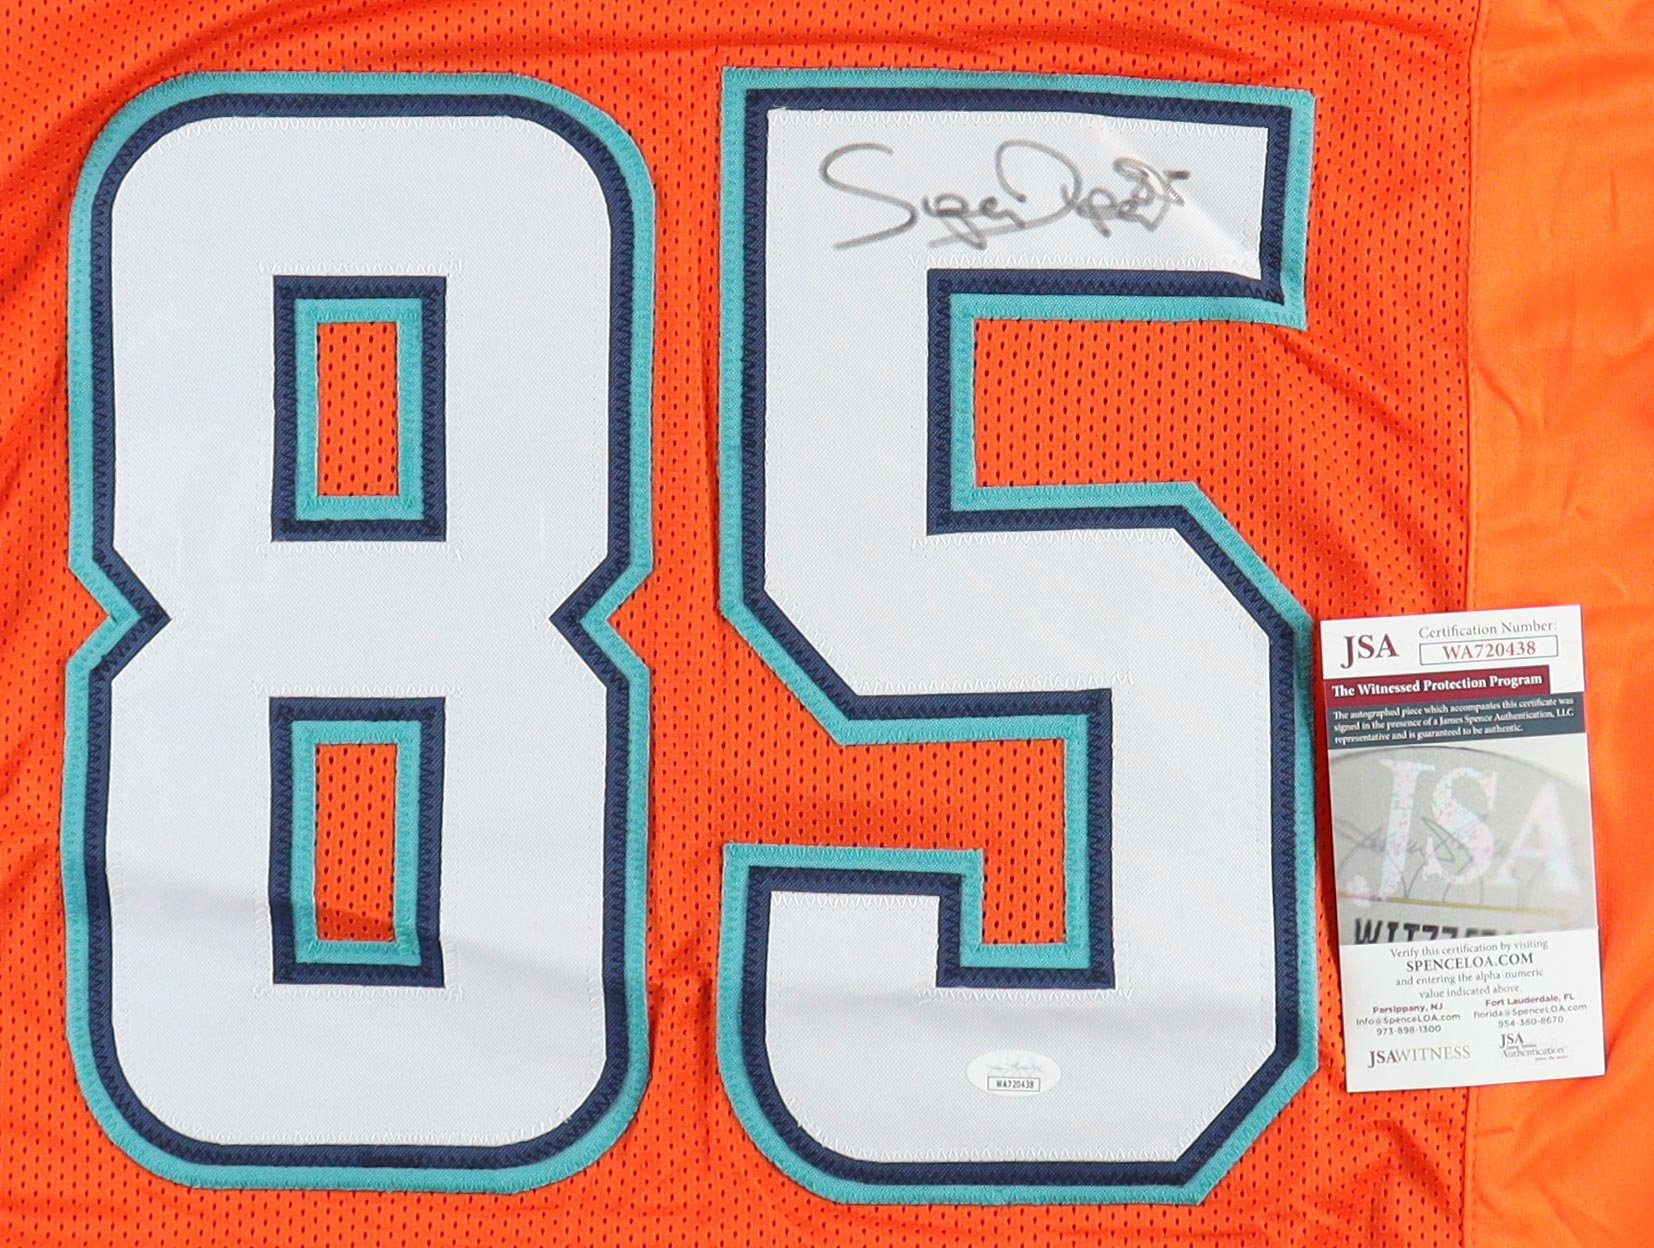 85
JSA
Certification Number:
WA720438
The Witnessed Protection Program
The autographed piece which accompanies this certificate was
signed in the presence of a James Spence Authentication, LLC
representative and is guaranteed to be authentic.
JSA
Verify this certification by visiting
SPENCELOA.COM
and entering the alpha-numeric
value indicated above.
Parsippany, NJ
info@SpenceLOA.com
973-898-1300
Fort Lauderdale, FL
florida@SpenceLOA.com
954-380-8670
JSAWITNESS
JSA
Authentication
WA720438